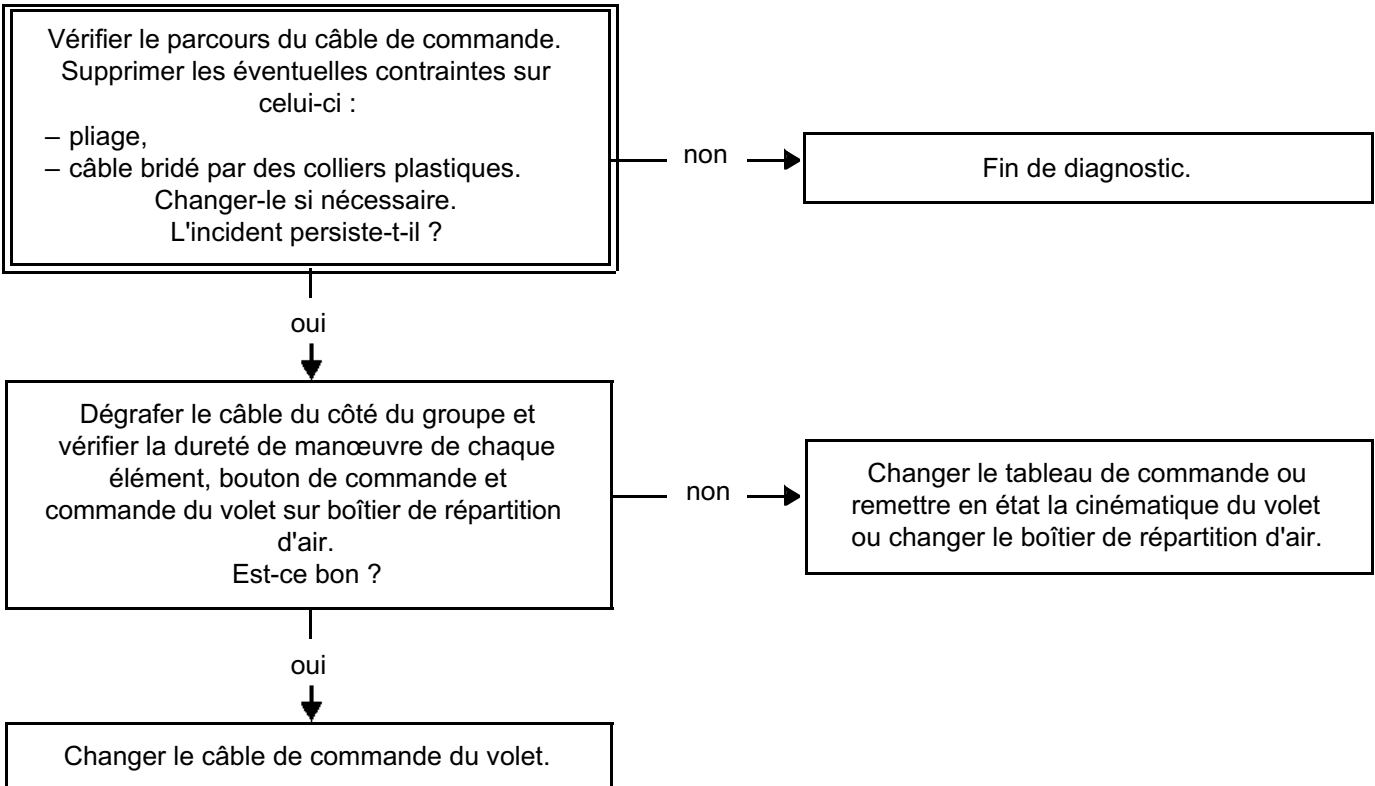 Vérifier le parcours du câble de commande.
Supprimer les éventuelles contraintes sur
celui-ci :
– pliage,
– câble bridé par des colliers plastiques.
Changer-le si nécessaire.
L'incident persiste-t-il ?
non
Fin de diagnostic.
oui
Dégrafer le câble du côté du groupe et
vérifier la dureté de manœuvre de chaque
élément, bouton de commande et
commande du volet sur boîtier de répartition
d'air.
Est-ce bon ?
non
Changer le tableau de commande ou
remettre en état la cinématique du volet
ou changer le boîtier de répartition d'air.
oui
Changer le câble de commande du volet.